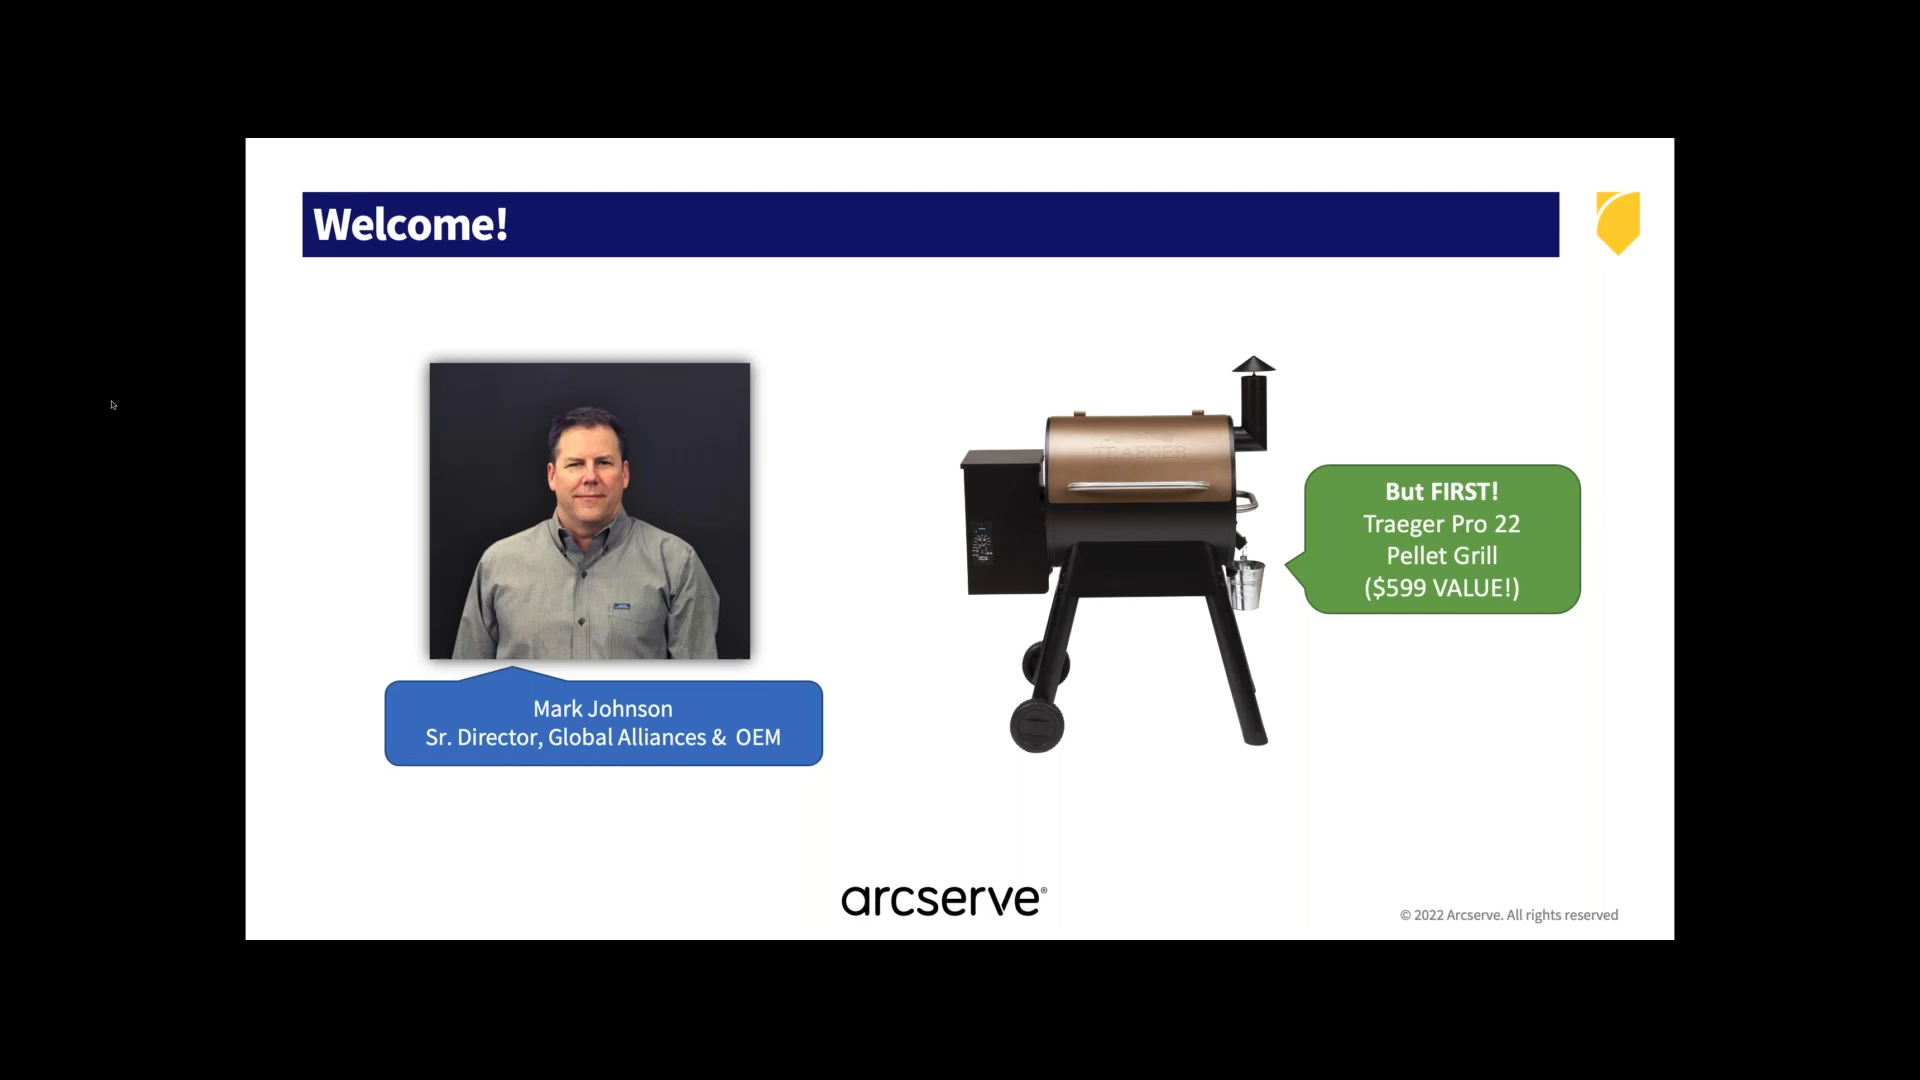 Welcome!
TRAEGER
But FIRST!
Traeger Pro 22
Pellet Grill
($599 VALUE!)
Mark Johnson
Sr. Director, Global Alliances & OEM
arcserve®
© 2022 Arcserve. All rights reserved